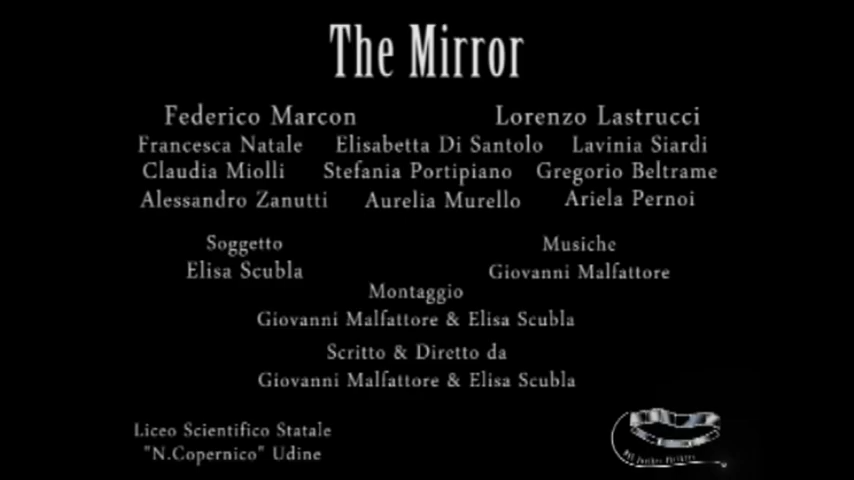 The Mirror
Federico Marcon Lorenzo Lastrucci
Francesca Natale Elisabetta Di Santolo Lavinia Siardi
Claudia Miolli Stefania Portipiano Gregorio Beltrame
Alessandro Zanutti Aurelia Murello Ariela Pernoi
Soggetto Musiche
Elisa Scubla Giovanni Malfattore
Montaggio
Giovanni Malfattore & Elisa Scubla
Scritto & Diretto da
Giovanni Malfattore & Elisa Scubla
Liceo Scientifico Statale
"N.Copernico" Udine